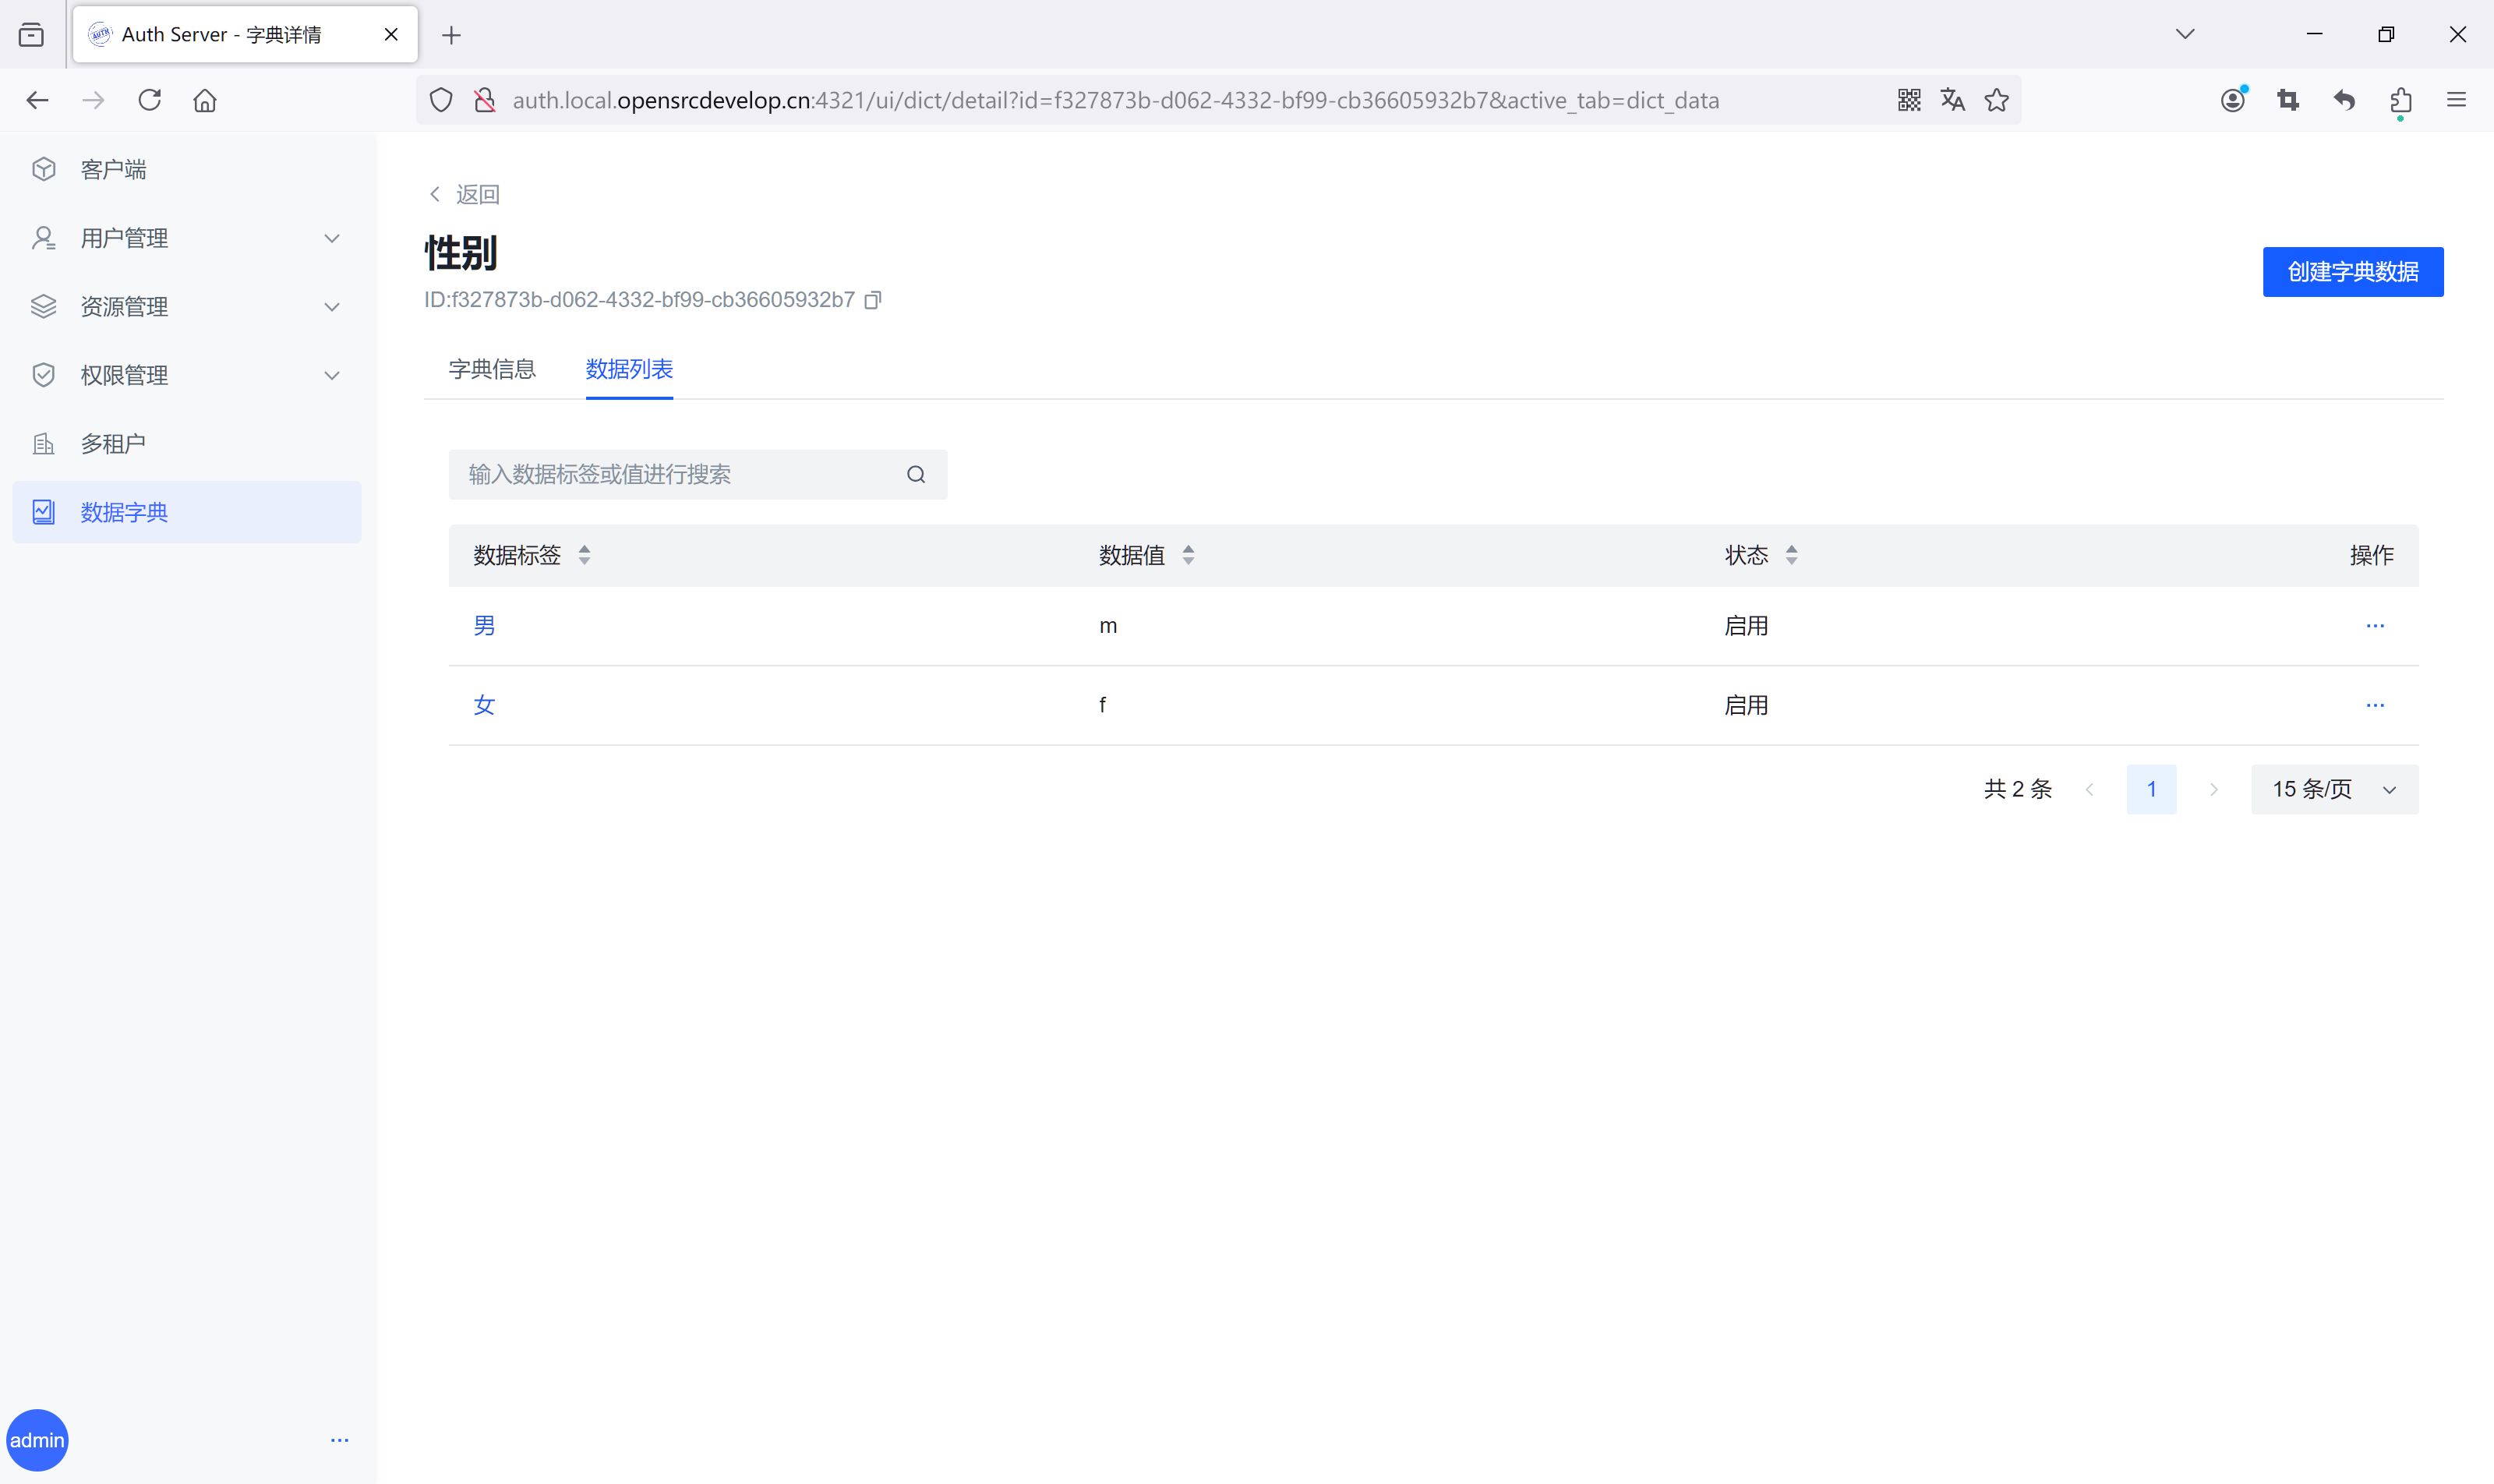 Auth Server - 字典详情
auth.local.opensrcdevelop.cn:4321/ui/dict/detail?id=f327873b-d062-4332-bf99-cb36605932b7&active_tab=dict_data
客户端
用户管理
资源管理
权限管理
多租户
数据字典
admin
返回
性别
ID:f327873b-d062-4332-bf99-cb36605932b7
创建字典数据
字典信息 数据列表
输入数据标签或值进行搜索
数据标签 数据值 状态 操作
男 m 启用
女 f 启用
共 2 条 1 15 条/页